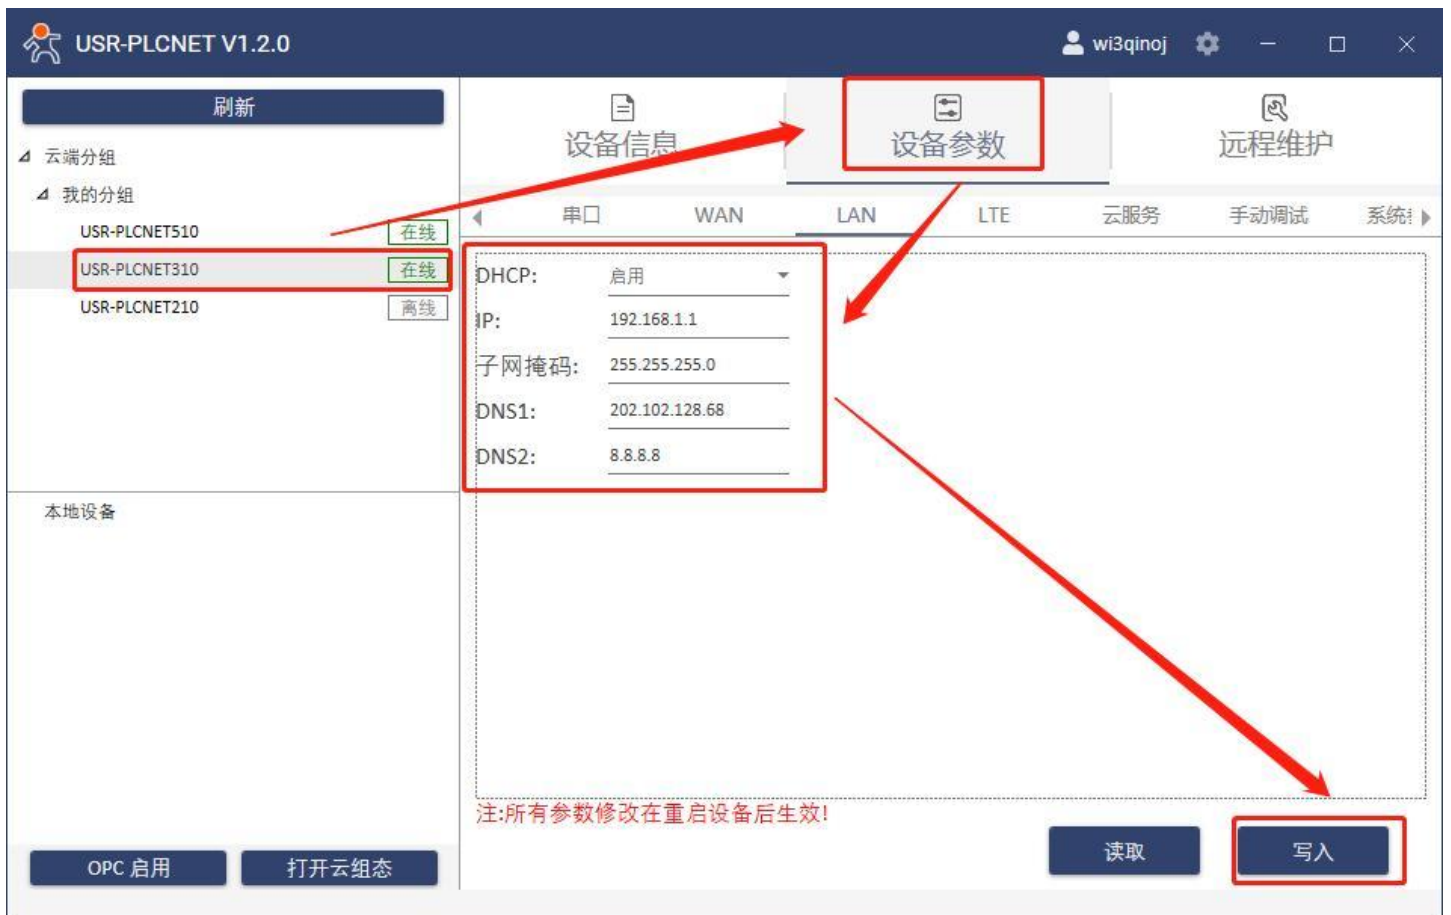 USR-PLCNET V1.2.0
wi3qinoj
刷新
云端分组
我的分组
USR-PLCNET510 在线
USR-PLCNET310 在线
USR-PLCNET210 离线
本地设备
OPC 启用
打开云组态
设备信息
设备参数
远程维护
串口 WAN LAN LTE 云服务 手动调试 系统
DHCP: 启用
IP: 192.168.1.1
子网掩码: 255.255.255.0
DNS1: 202.102.128.68
DNS2: 8.8.8.8
注:所有参数修改在重启设备后生效!
读取
写入